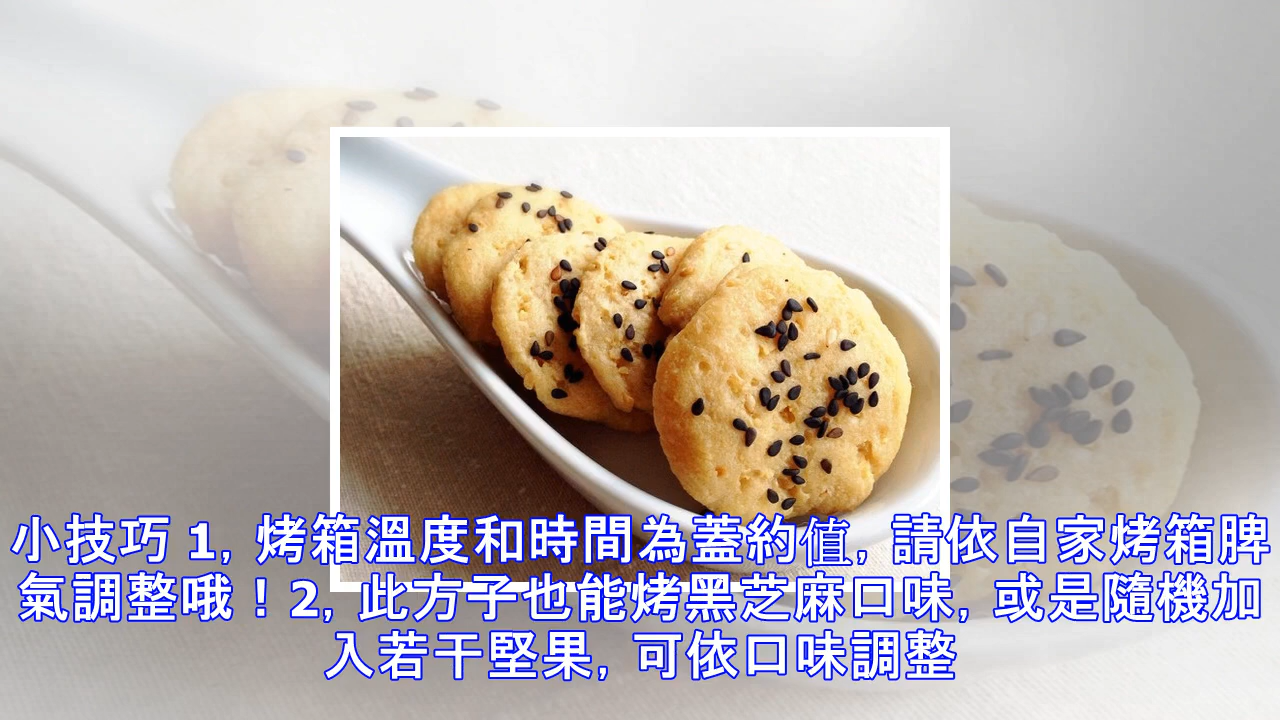 小技巧 1, 烤箱溫度和時間為蓋約值, 請依自家烤箱脾
氣調整哦！2, 此方子也能烤黑芝麻口味, 或是隨機加
入若干堅果, 可依口味調整